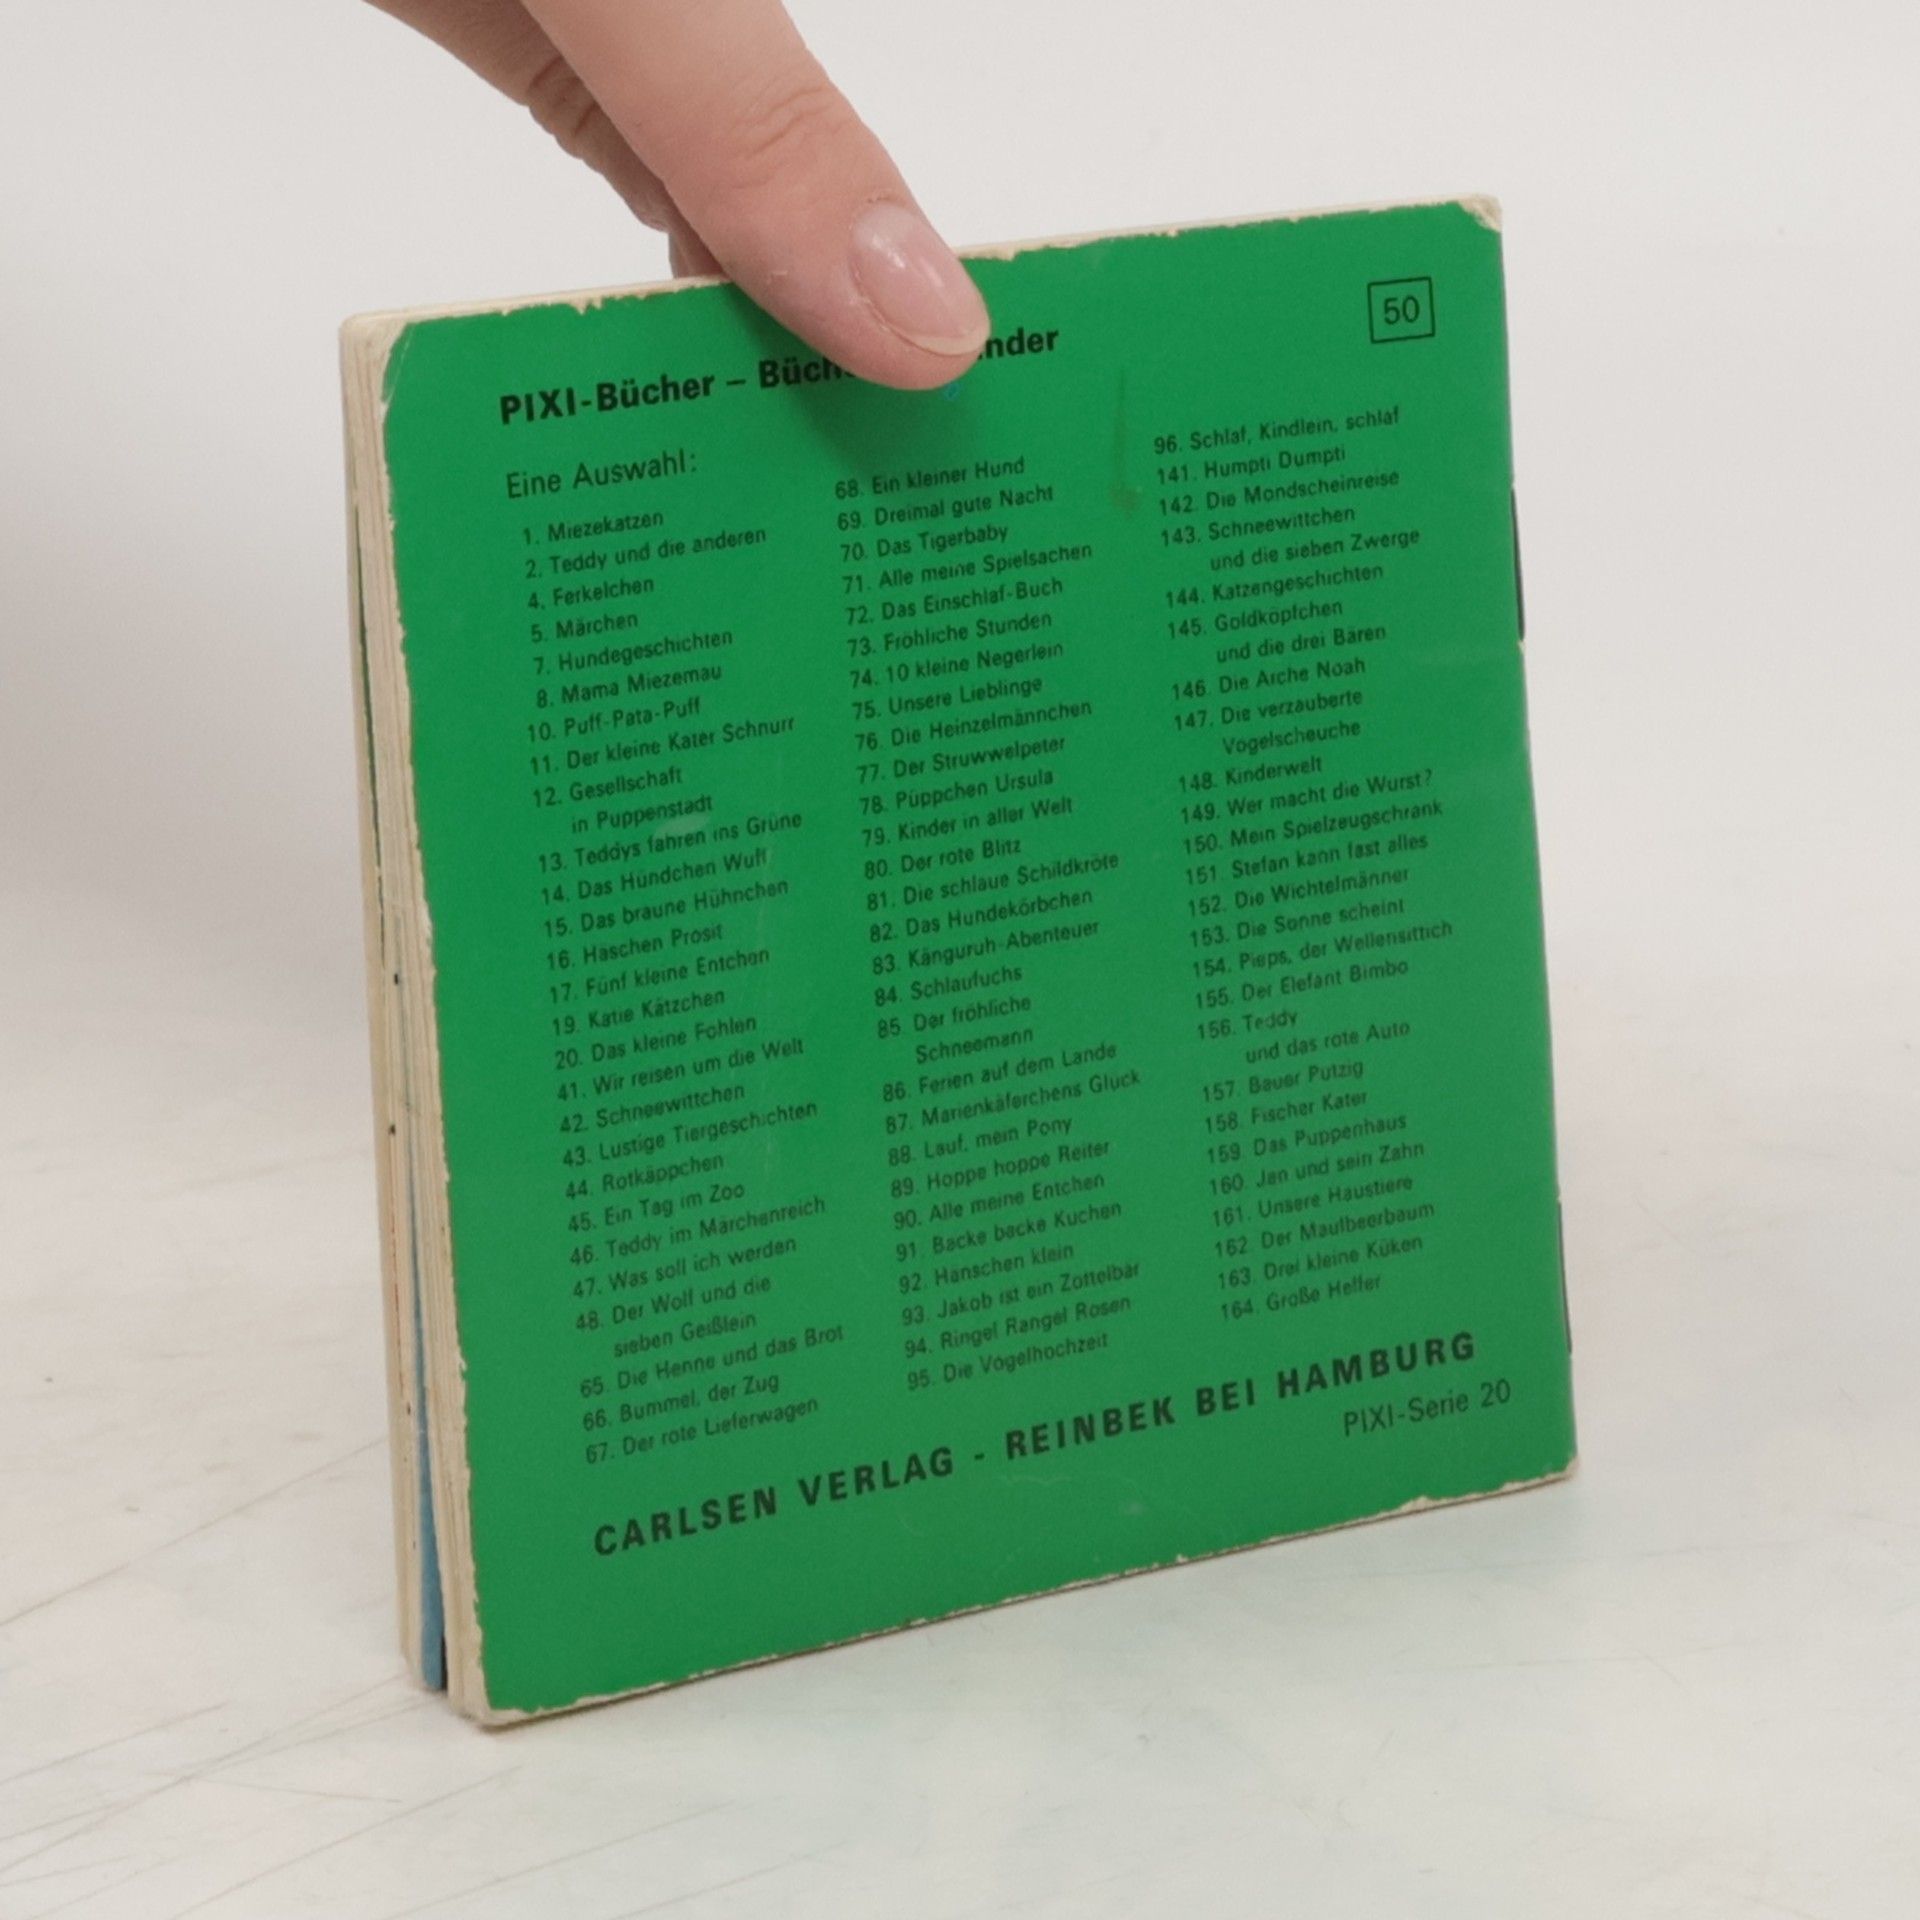 50
PIXI-Bücher – Büch nder
Eine Auswahl:
1. Miezekatzen
2. Teddy und die anderen
4. Ferkelchen
5. Märchen
7. Hundegeschichten
8. Mama Miezemau
10. Puff-Pata-Puff
11. Der kleine Kater Schnurr
12. Gesellschaft
in Puppenstadt
13. Teddys fahren ins Grüne
14. Das Hündchen Wuff
15. Das braune Hühnchen
16. Häschen Prosit
17. Fünf kleine Entchen
19. Katie Kätzchen
20. Das kleine Fohlen
41. Wir reisen um die Welt
42. Schneewittchen
43. Lustige Tiergeschichten
44. Rotkäppchen
45. Ein Tag im Zoo
46. Teddy im Märchenreich
47. Was soll ich werden
48. Der Wolf und die
sieben Geißlein
65. Die Henne und das Brot
66. Bummel, der Zug
67. Der rote Lieferwagen
68. Ein kleiner Hund
69. Dreimal gute Nacht
70. Das Tigerbaby
71. Alle meine Spielsachen
72. Das Einschlaf-Buch
73. Fröhliche Stunden
74. 10 kleine Negerlein
75. Unsere Lieblinge
76. Die Heinzelmännchen
77. Der Struwwelpeter
78. Püppchen Ursula
79. Kinder in aller Welt
80. Der rote Blitz
81. Die schlaue Schildkröte
82. Das Hundekörbchen
83. Känguruh-Abenteuer
84. Schlaufuchs
85. Der fröhliche
Schneemann
86. Ferien auf dem Lande
87. Marienkäferchens Glück
88. Lauf, mein Pony
89. Hoppe hoppe Reiter
90. Alle meine Entchen
91. Backe backe Kuchen
92. Hänschen klein
93. Jakob ist ein Zottelbär
94. Ringel Rangel Rosen
95. Die Vogelhochzeit
96. Schlaf, Kindlein, schlaf
141. Humpti Dumpti
142. Die Mondscheinreise
143. Schneewittchen
und die sieben Zwerge
144. Katzengeschichten
145. Goldköpfchen
und die drei Bären
146. Die Arche Noah
147. Die verzauberte
Vogelscheuche
148. Kinderwelt
149. Wer macht die Wurst?
150. Mein Spielzeugschrank
151. Stefan kann fast alles
152. Die Wichtelmänner
153. Die Sonne scheint
154. Pieps, der Wellensittich
155. Der Elefant Bimbo
156. Teddy
und das rote Auto
157. Bauer Putzig
158. Fischer Kater
159. Das Puppenhaus
160. Jan und sein Zahn
161. Unsere Haustiere
162. Der Maulbeerbaum
163. Drei kleine Küken
164. Große Helfer
CARLSEN VERLAG - REINBEK BEI HAMBURG
PIXI-Serie 20